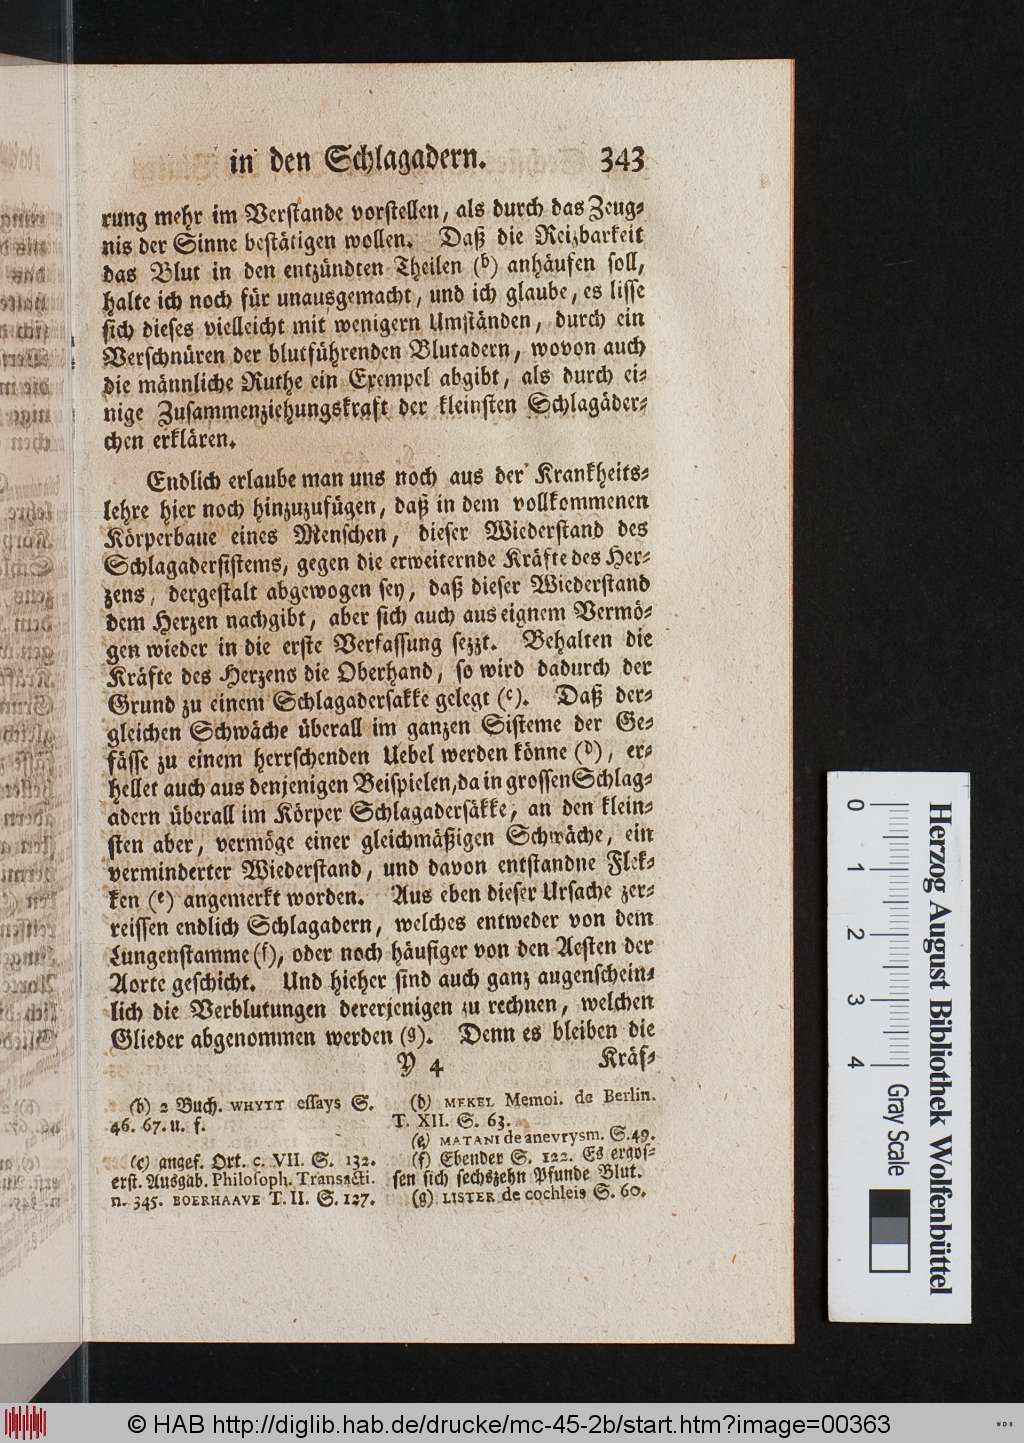 in den Schlagadern. 343
rung mehr im Verstande vorstellen, als durch das Zeug-
nis der Sinne bestätigen wollen. Daß die Reizbarkeit
das Blut in den entzündten Theilen (b) anhäufen soll,
halte ich noch für unausgemacht, und ich glaube, es lisse
sich dieses vielleicht mit wenigern Umständen, durch ein
Verschnüren der blutführenden Blutadern, wovon auch
die männliche Ruthe ein Exempel abgibt, als durch ei-
nige Zusammenziehungskraft der kleinsten Schlagäder-
chen erklären.
Endlich erlaube man uns noch aus der Krankheits-
lehre hier noch hinzuzufügen, daß in dem vollkommenen
Körperbaue eines Menschen, dieser Wiederstand des
Schlagadersistems, gegen die erweiternde Kräfte des Her-
zens, dergestalt abgewogen sey, daß dieser Wiederstand
dem Herzen nachgibt, aber sich auch aus eignem Vermö-
gen wieder in die erste Verfassung sezzt. Behalten die
Kräfte des Herzens die Oberhand, so wird dadurch der
Grund zu einem Schlagadersakke gelegt (c). Daß der-
gleichen Schwäche überall im ganzen Sisteme der Ge-
fässe zu einem herrschenden Uebel werden könne (d), er-
hellet auch aus denjenigen Beispielen, da in grossen Schlag-
adern überall im Körper Schlagadersäkke, an den klein-
sten aber, vermöge einer gleichmäßigen Schwäche, ein
verminderter Wiederstand, und davon entstandne Flek-
ken (e) angemerkt worden. Aus eben dieser Ursache zer-
reissen endlich Schlagadern, welches entweder von dem
Lungenstamme (f), oder noch häufiger von den Aesten der
Aorte geschicht. Und hieher sind auch ganz augenschein-
lich die Verblutungen dererjenigen zu rechnen, welchen
Glieder abgenommen werden (g). Denn es bleiben die
Y 4 Kräf-
(b) 2 Buch. WHYTT essays S.
46. 67. u. f.
(c) anges. Ort. c. VII. S. 132.
erst. Ausgab. Philosoph. Transacti.
n. 345. BOERHAAVE T. II. S. 127.
(d) MEKEL Memoi. de Berlin.
T. XII. S. 63.
(e) MATANI de anevrysm. S. 49.
(f) Ebender S. 122. Es ergos-
sen sich sechszehn Pfunde Blut.
(g) LISTER de cochleis S. 60.
0 1 2 3 4
Gray Scale
Herzog August Bibliothek Wolfenbüttel
© HAB http://diglib.hab.de/drucke/mc-45-2b/start.htm?image=00363